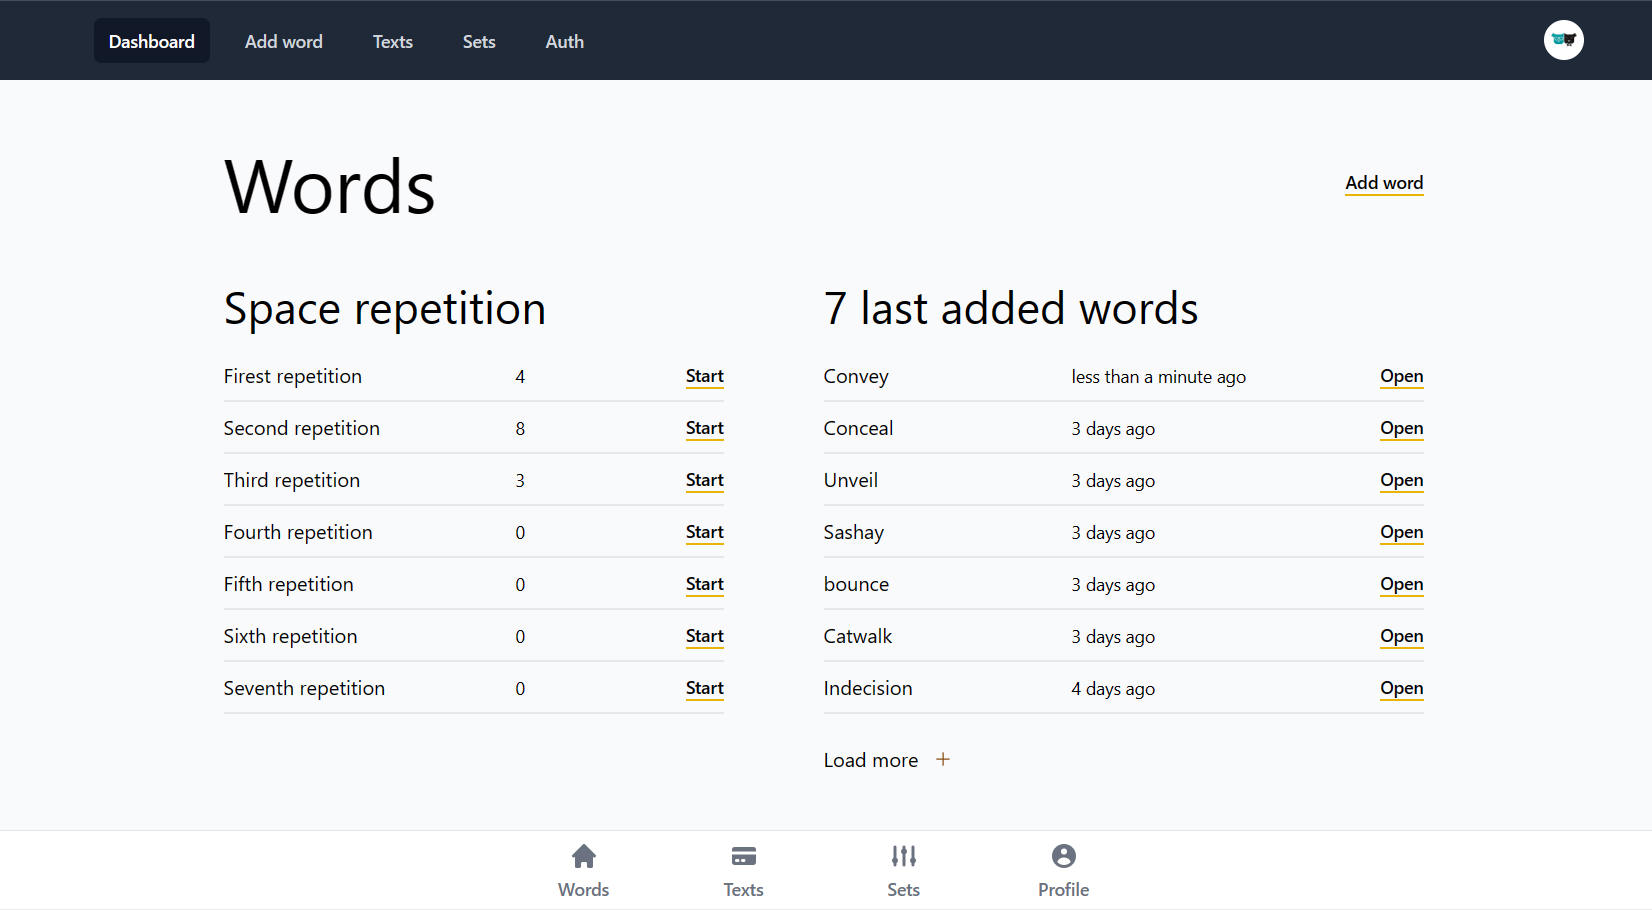 Dashboard Add word Texts Sets Auth
Words
Add word
Space repetition
Firest repetition 4 Start
Second repetition 8 Start
Third repetition 3 Start
Fourth repetition 0 Start
Fifth repetition 0 Start
Sixth repetition 0 Start
Seventh repetition 0 Start
7 last added words
Convey less than a minute ago Open
Conceal 3 days ago Open
Unveil 3 days ago Open
Sashay 3 days ago Open
bounce 3 days ago Open
Catwalk 3 days ago Open
Indecision 4 days ago Open
Load more +
Words Texts Sets Profile